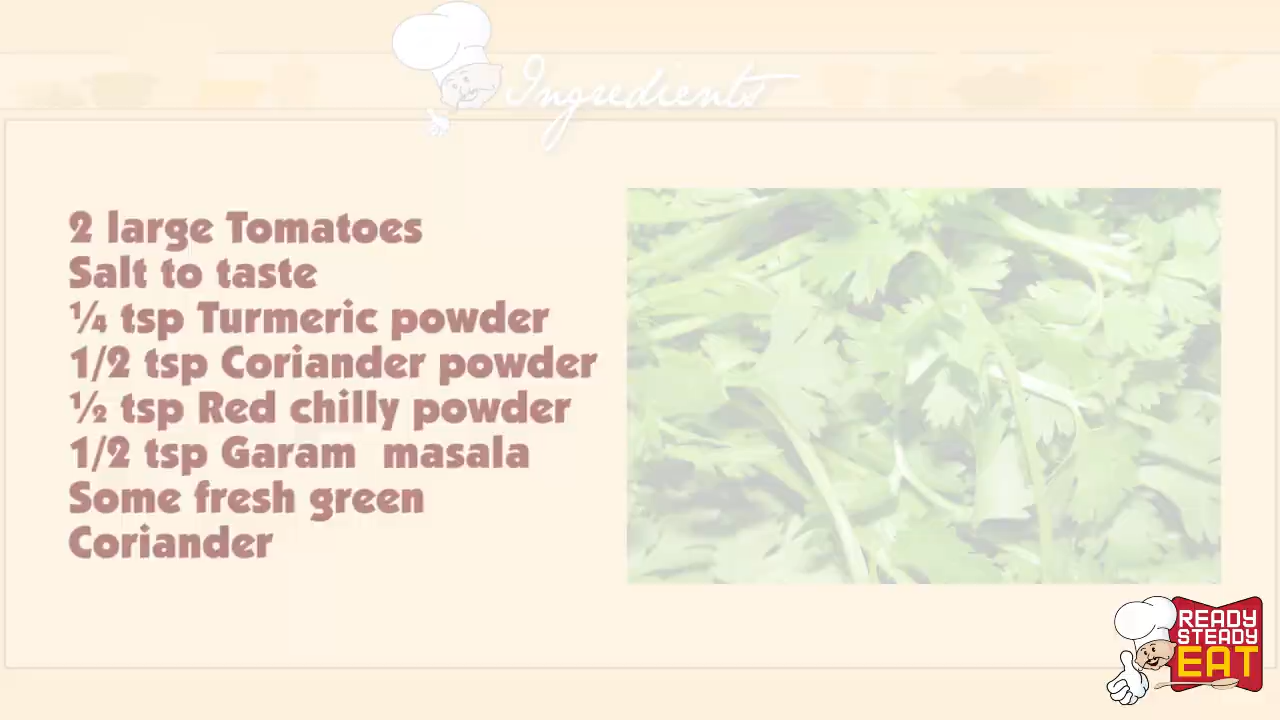 Ingredients
2 large Tomatoes
Salt to taste
¼ tsp Turmeric powder
1/2 tsp Coriander powder
½ tsp Red chilly powder
1/2 tsp Garam  masala
Some fresh green
Coriander
READY
STEADY
EAT